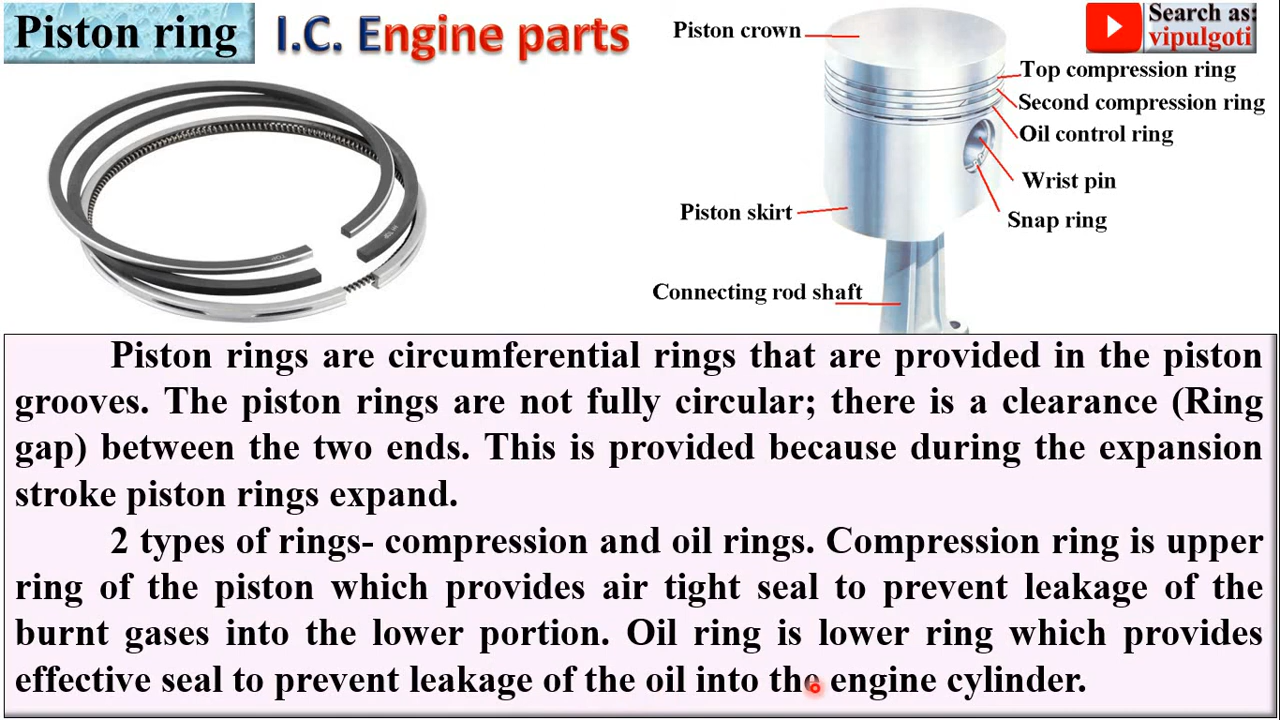 Piston ring
I.C. Engine parts
Search as:
vipulgoti
Piston crown
Top compression ring
Second compression ring
Oil control ring
Wrist pin
Snap ring
Piston skirt
Connecting rod shaft
TOP
Piston rings are circumferential rings that are provided in the piston
grooves. The piston rings are not fully circular; there is a clearance (Ring
gap) between the two ends. This is provided because during the expansion
stroke piston rings expand.
2 types of rings- compression and oil rings. Compression ring is upper
ring of the piston which provides air tight seal to prevent leakage of the
burnt gases into the lower portion. Oil ring is lower ring which provides
effective seal to prevent leakage of the oil into the engine cylinder.